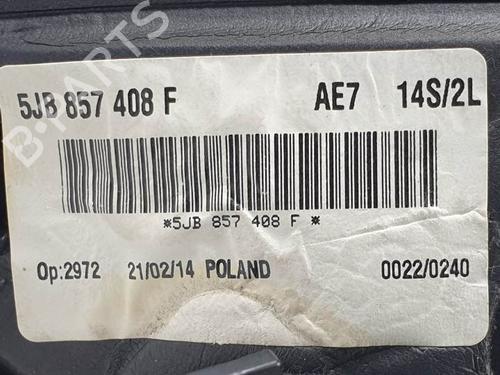 5JB 857 408 F AE7 14S/2L
*5JB 857 408 F *
Op:2972 21/02/14 POLAND 0022/0240
B-PARTS